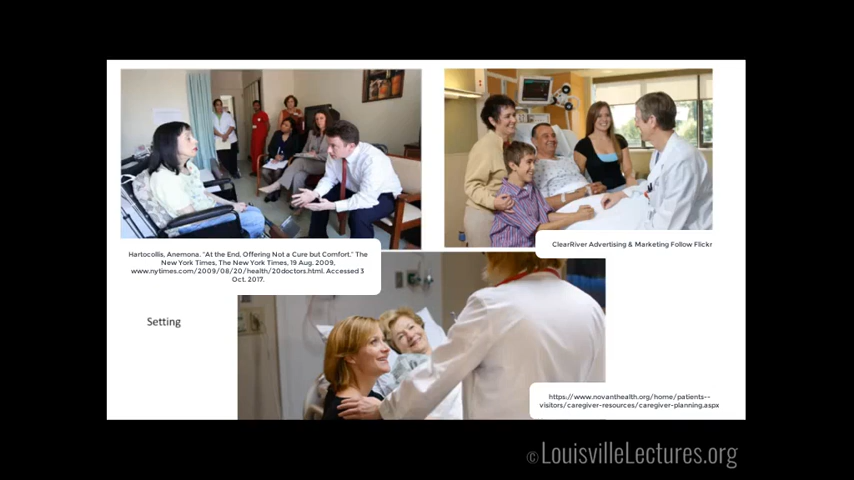 Hartocollis, Anemona. "At the End, Offering Not a Cure but Comfort." The
New York Times, The New York Times, 19 Aug. 2009,
www.nytimes.com/2009/08/20/health/20doctors.html. Accessed 3
Oct. 2017.
ClearRiver Advertising & Marketing Follow Flickr
Setting
https://www.novanthealth.org/home/patients--
visitors/caregiver-resources/caregiver-planning.aspx
© LouisvilleLectures.org